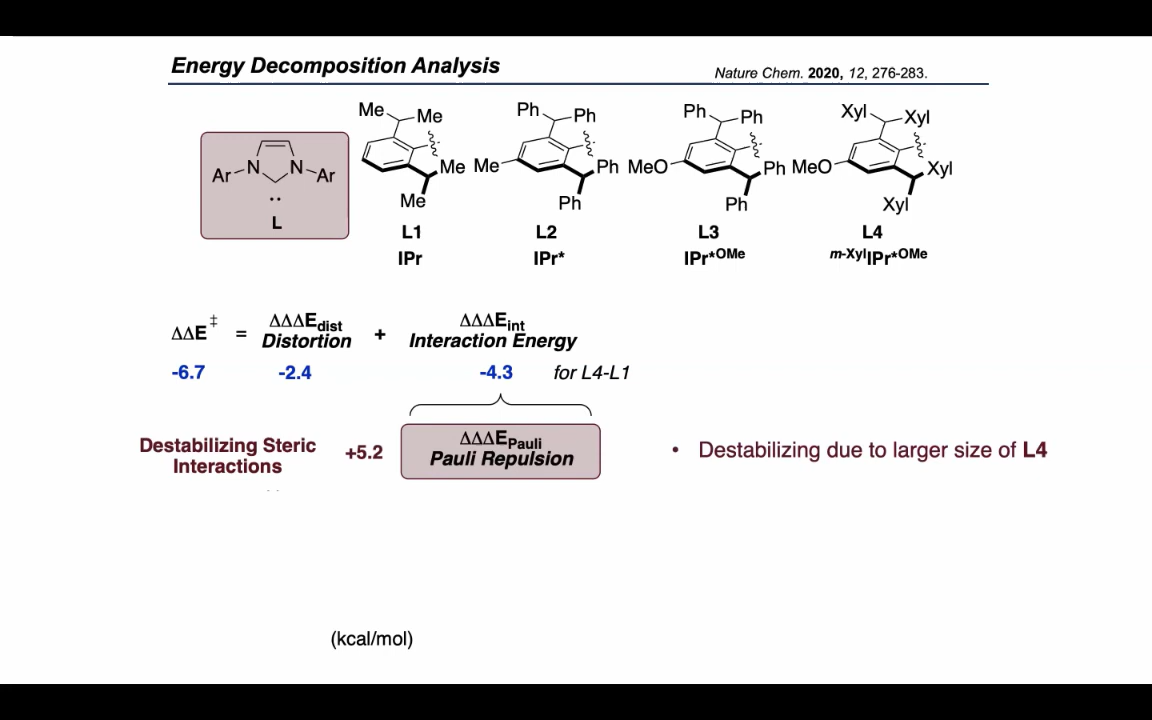 Energy Decomposition Analysis
Nature Chem. 2020, 12, 276-283.
Ar N N Ar
··
L
Me Me
Me
Me
L1
IPr
Ph Ph
Me Ph
Ph
L2
IPr*
Ph Ph
MeO Ph
Ph
L3
IPr*OMe
Xyl Xyl
MeO Xyl
Xyl
L4
m-XylIPr*OMe
ΔΔE‡ = ΔΔΔEdist + ΔΔΔEint
Distortion Interaction Energy
-6.7 -2.4 -4.3 for L4-L1
Destabilizing Steric
Interactions
+5.2
ΔΔΔEPauli
Pauli Repulsion
• Destabilizing due to larger size of L4
(kcal/mol)